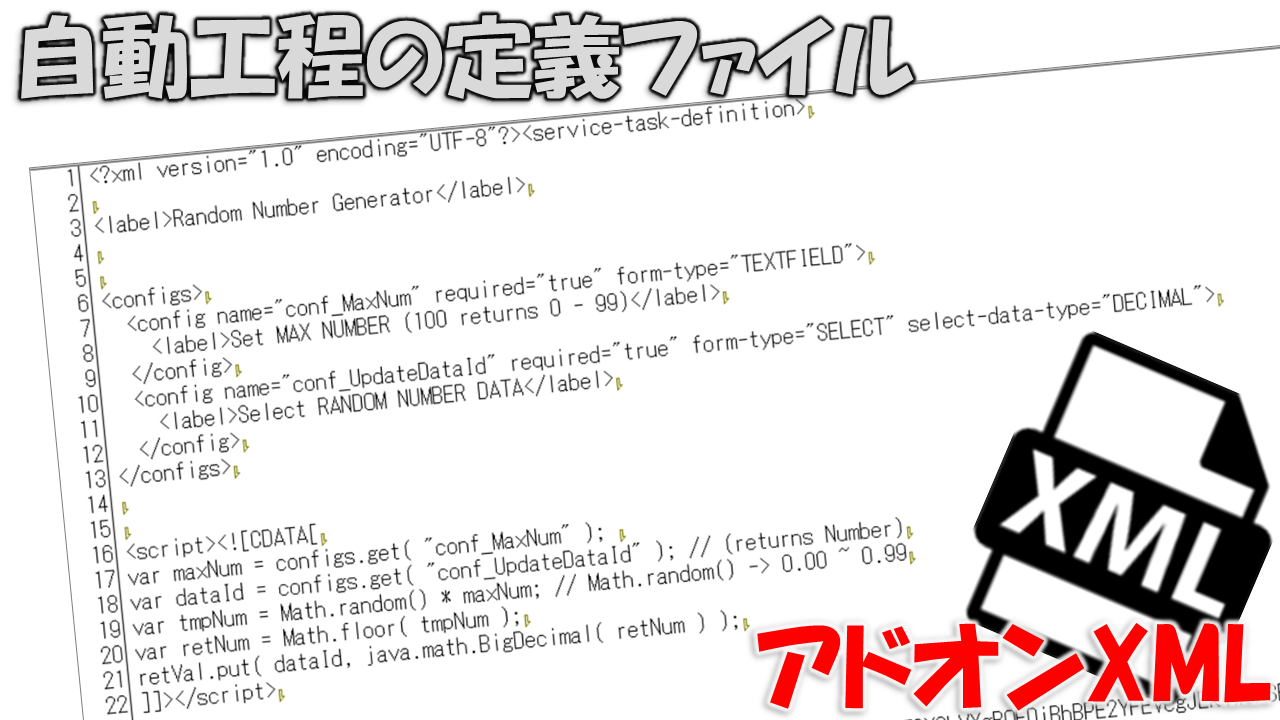 自動工程の定義ファイル
1 <?xml version="1.0" encoding="UTF-8"?><service-task-definition>
2
3 <label>Random Number Generator</label>
4
5
6 <configs>
7 <config name="conf_MaxNum" required="true" form-type="TEXTFIELD">
8 <label>Set MAX NUMBER (100 returns 0 - 99)</label>
9 </config>
10 <config name="conf_UpdateDataId" required="true" form-type="SELECT" select-data-type="DECIMAL">
11 <label>Select RANDOM NUMBER DATA</label>
12 </config>
13 </configs>
14
15
16 <script><![CDATA[
17 var maxNum = configs.get( "conf_MaxNum" );
18 var dataId = configs.get( "conf_UpdateDataId" ); // (returns Number)
19 var tmpNum = Math.random() * maxNum; // Math.random() -> 0.00 ~ 0.99
20 var retNum = Math.floor( tmpNum );
21 retVal.put( dataId, java.math.BigDecimal( retNum ) );
22 ]]></script>
XML
アドオンXML